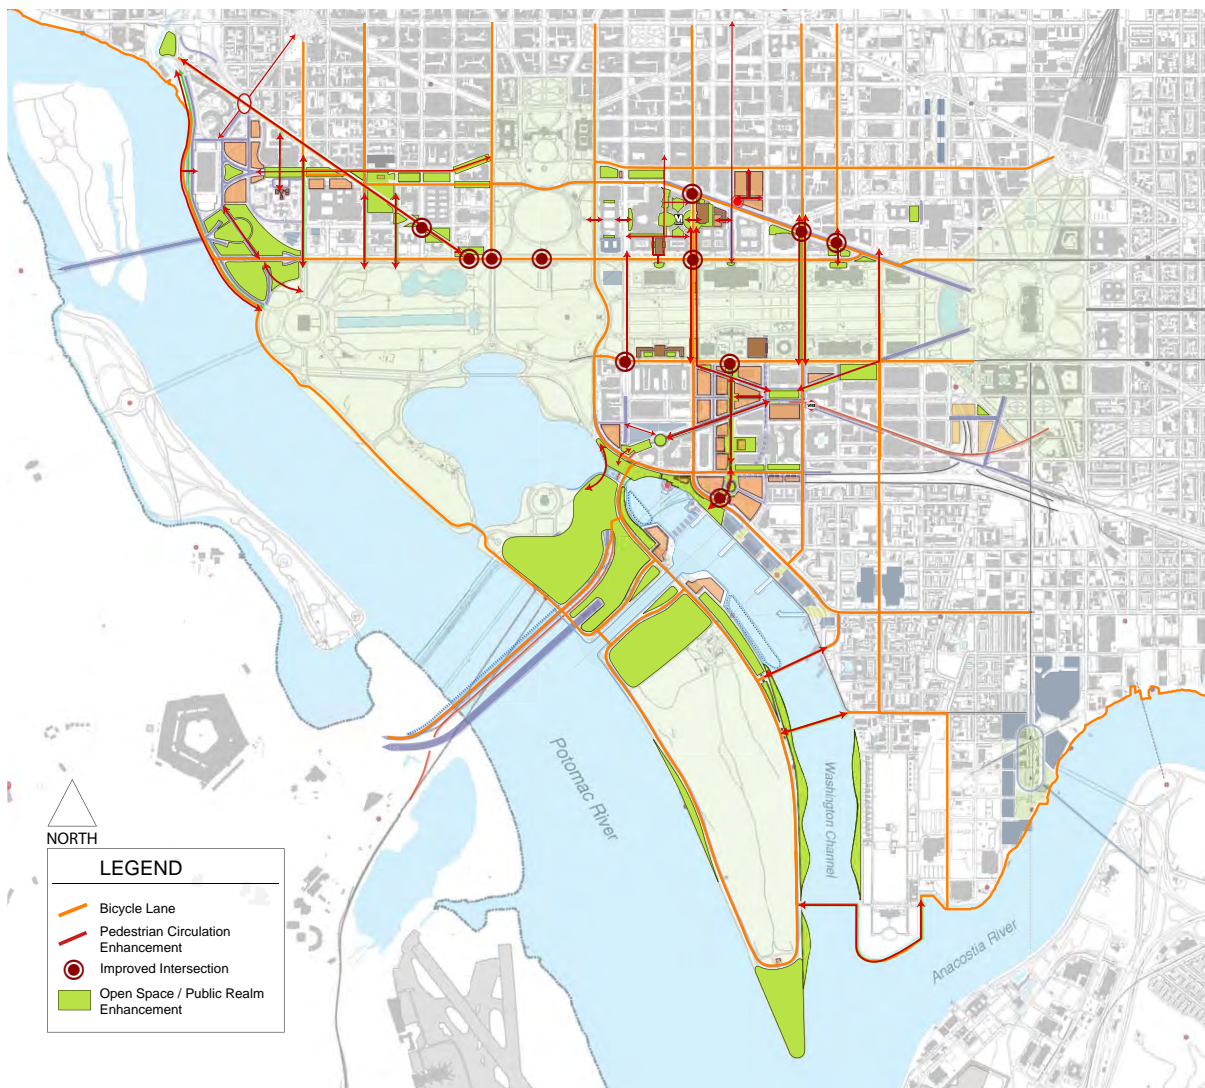 M
Potomac River
Washington Channel
Anacostia River
NORTH
LEGEND
Bicycle Lane
Pedestrian Circulation
Enhancement
Improved Intersection
Open Space / Public Realm
Enhancement